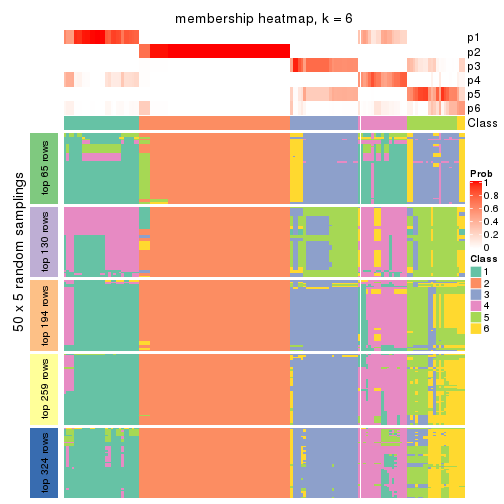 membership heatmap, k = 6
p1
p2
p3
p4
p5
p6
Class
50 x 5 random samplings
top 65 rows
top 130 rows
top 194 rows
top 259 rows
top 324 rows
Prob
1
0.8
0.6
0.4
0.2
0
Class
1
2
3
4
5
6